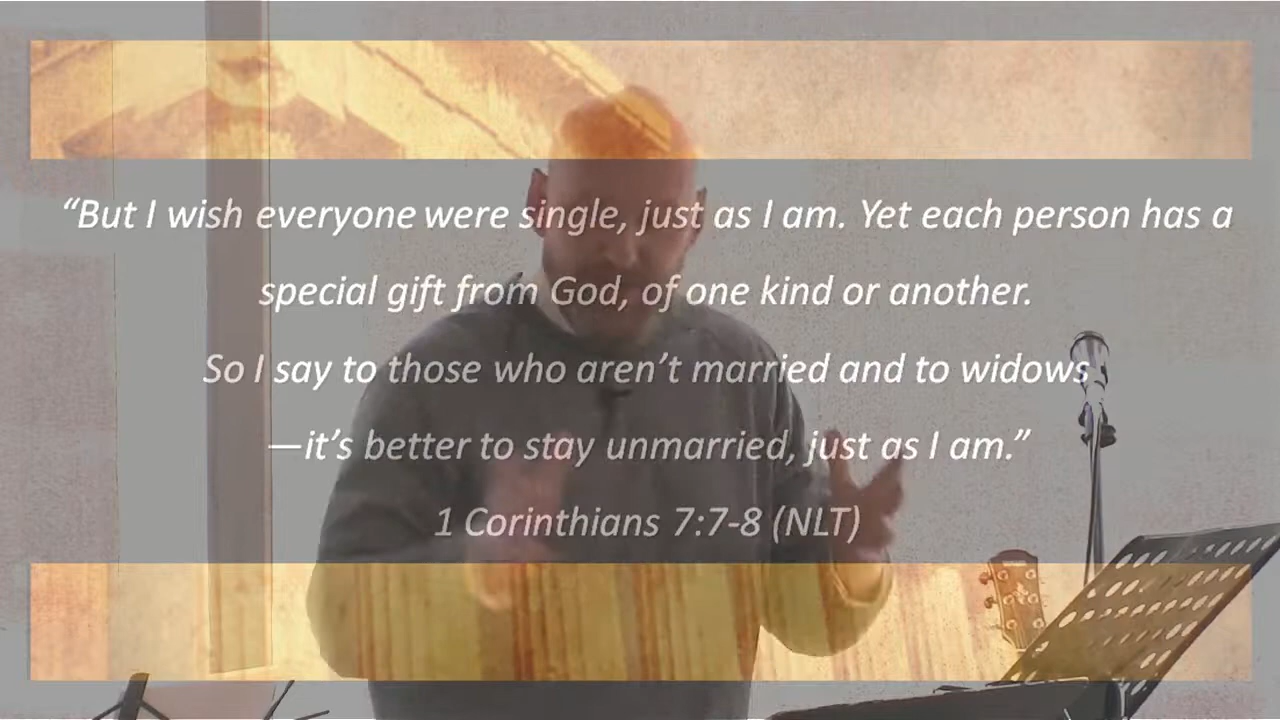 “But I wish everyone were single, just as I am. Yet each person has a
special gift from God, of one kind or another.
So I say to those who aren’t married and to widows
—it’s better to stay unmarried, just as I am.”
1 Corinthians 7:7-8 (NLT)